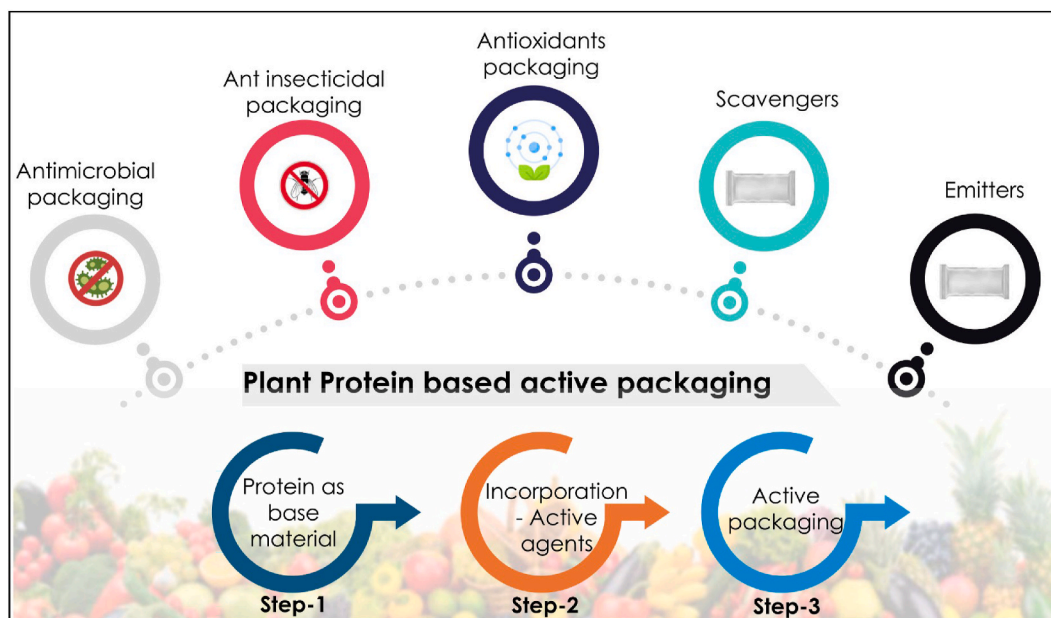 Antimicrobial
packaging
Ant insecticidal
packaging
Antioxidants
packaging
Scavengers
Emitters
Plant Protein based active packaging
Protein as
base
material
Step-1
Incorporation
- Active
agents
Step-2
Active
packaging
Step-3